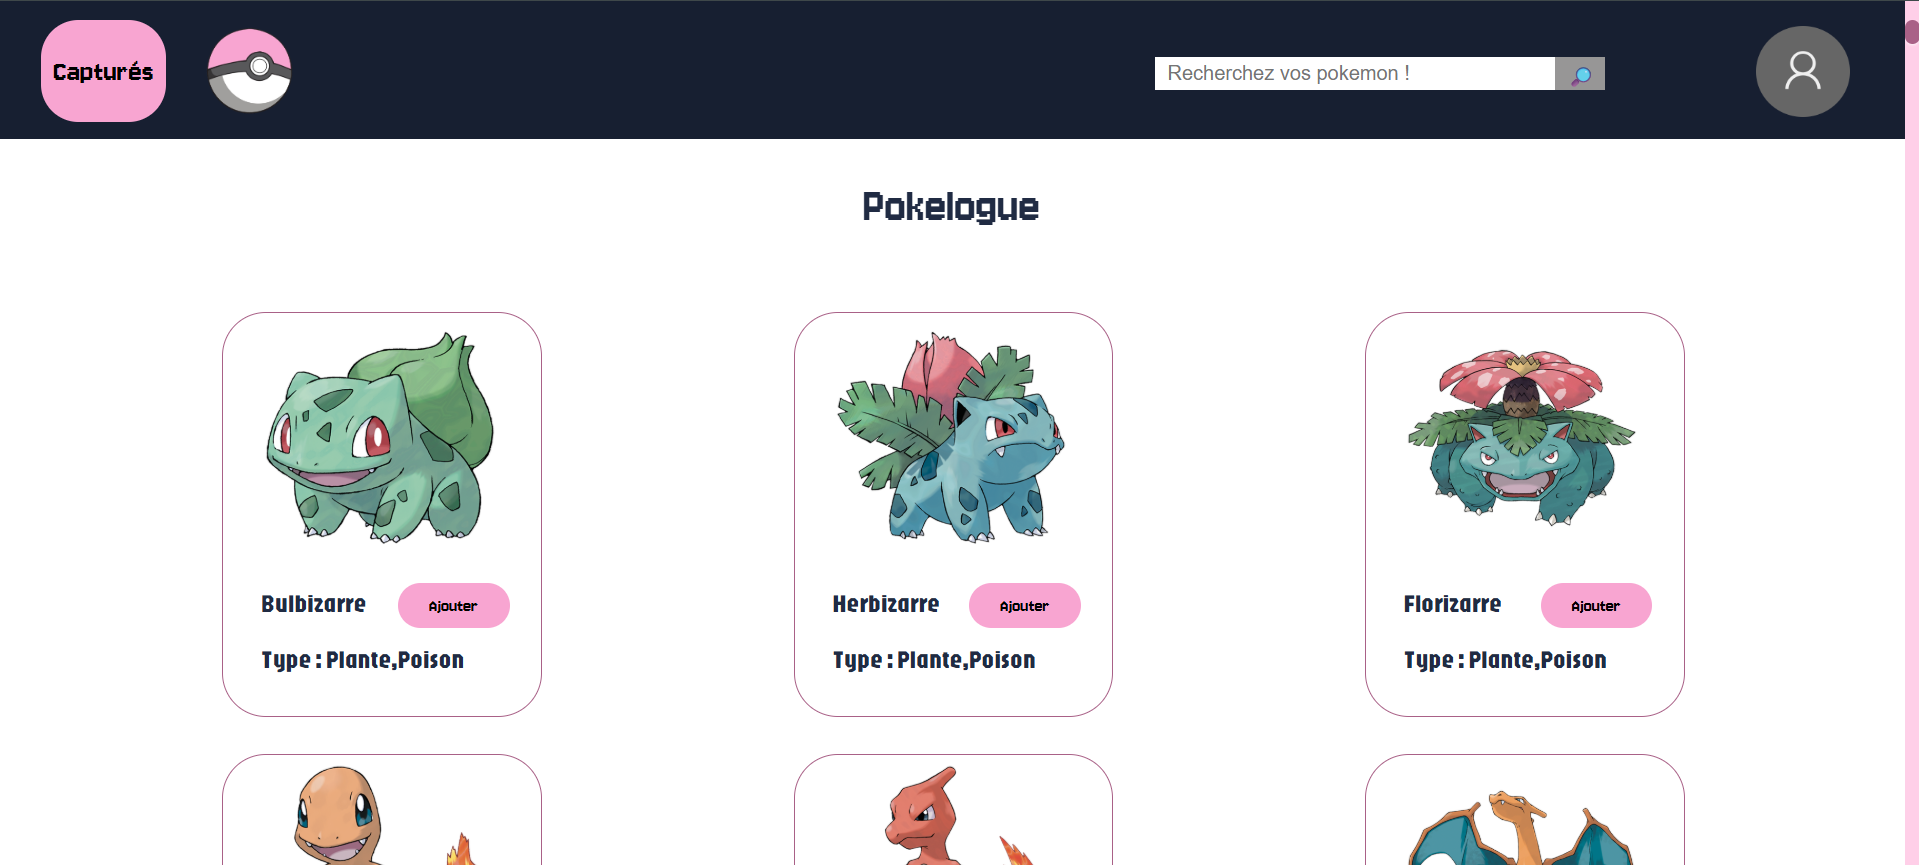 Capturés
Recherchez vos pokemon !
Pokelogue
Bulbizarre
Ajouter
Type : Plante,Poison
Herbizarre
Ajouter
Type : Plante,Poison
Florizarre
Ajouter
Type : Plante,Poison